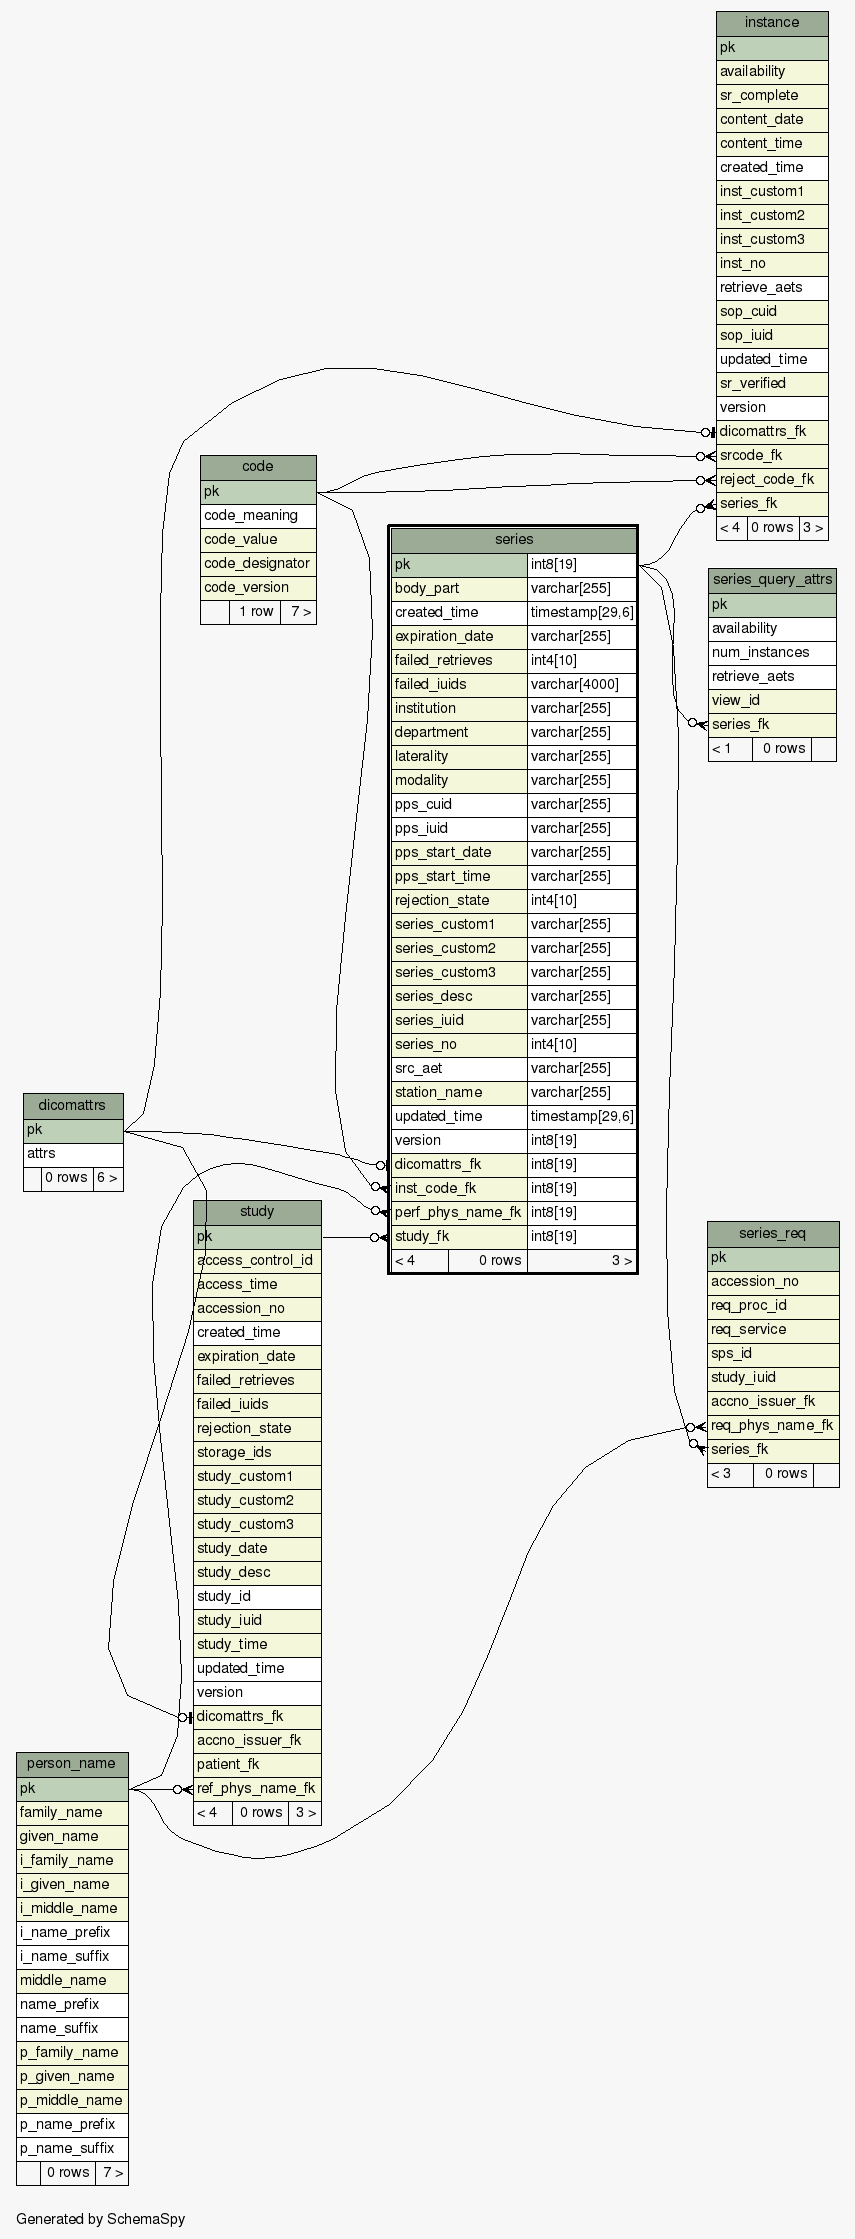 instance
pk
availability
sr_complete
content_date
content_time
created_time
inst_custom1
inst_custom2
inst_custom3
inst_no
retrieve_aets
sop_cuid
sop_iuid
updated_time
sr_verified
version
dicomattrs_fk
srcode_fk
reject_code_fk
series_fk
< 4 0 rows 3 >
code
pk
code_meaning
code_value
code_designator
code_version
1 row 7 >
series
pk int8[19]
body_part varchar[255]
created_time timestamp[29,6]
expiration_date varchar[255]
failed_retrieves int4[10]
failed_iuids varchar[4000]
institution varchar[255]
department varchar[255]
laterality varchar[255]
modality varchar[255]
pps_cuid varchar[255]
pps_iuid varchar[255]
pps_start_date varchar[255]
pps_start_time varchar[255]
rejection_state int4[10]
series_custom1 varchar[255]
series_custom2 varchar[255]
series_custom3 varchar[255]
series_desc varchar[255]
series_iuid varchar[255]
series_no int4[10]
src_aet varchar[255]
station_name varchar[255]
updated_time timestamp[29,6]
version int8[19]
dicomattrs_fk int8[19]
inst_code_fk int8[19]
perf_phys_name_fk int8[19]
study_fk int8[19]
< 4 0 rows 3 >
series_query_attrs
pk
availability
num_instances
retrieve_aets
view_id
series_fk
< 1 0 rows
dicomattrs
pk
attrs
0 rows 6 >
study
pk
access_control_id
access_time
accession_no
created_time
expiration_date
failed_retrieves
failed_iuids
rejection_state
storage_ids
study_custom1
study_custom2
study_custom3
study_date
study_desc
study_id
study_iuid
study_time
updated_time
version
dicomattrs_fk
accno_issuer_fk
patient_fk
ref_phys_name_fk
< 4 0 rows 3 >
series_req
pk
accession_no
req_proc_id
req_service
sps_id
study_iuid
accno_issuer_fk
req_phys_name_fk
series_fk
< 3 0 rows
person_name
pk
family_name
given_name
i_family_name
i_given_name
i_middle_name
i_name_prefix
i_name_suffix
middle_name
name_prefix
name_suffix
p_family_name
p_given_name
p_middle_name
p_name_prefix
p_name_suffix
0 rows 7 >
Generated by SchemaSpy